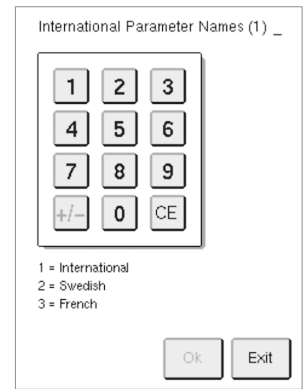 International Parameter Names (1) _
1 2 3
4 5 6
7 8 9
+/- 0 CE
1 = International
2 = Swedish
3 = French
Ok Exit